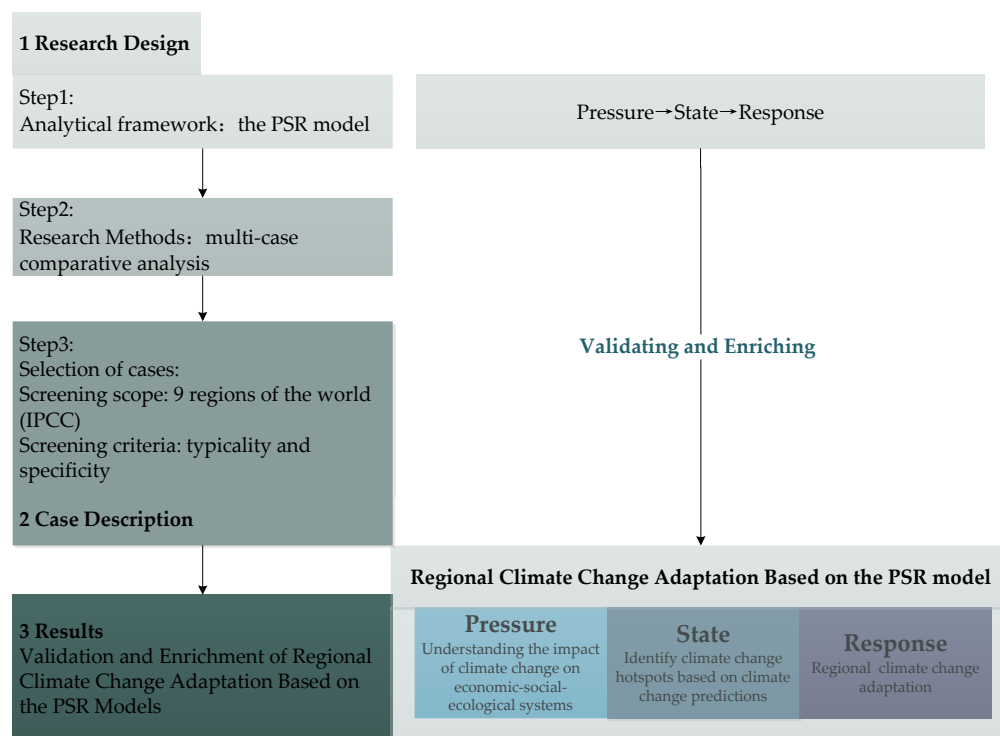 1 Research Design
Step1:
Analytical framework：the PSR model
Step2:
Research Methods：multi-case
comparative analysis
Step3:
Selection of cases:
Screening scope: 9 regions of the world
(IPCC)
Screening criteria: typicality and
specificity
2 Case Description
3 Results
Validation and Enrichment of Regional
Climate Change Adaptation Based on
the PSR Models
Pressure→State→Response
Validating and Enriching
Regional Climate Change Adaptation Based on the PSR model
Pressure
Understanding the impact
of climate change on
economic-social-
ecological systems
State
Identify climate change
hotspots based on climate
change predictions
Response
Regional climate change
adaptation